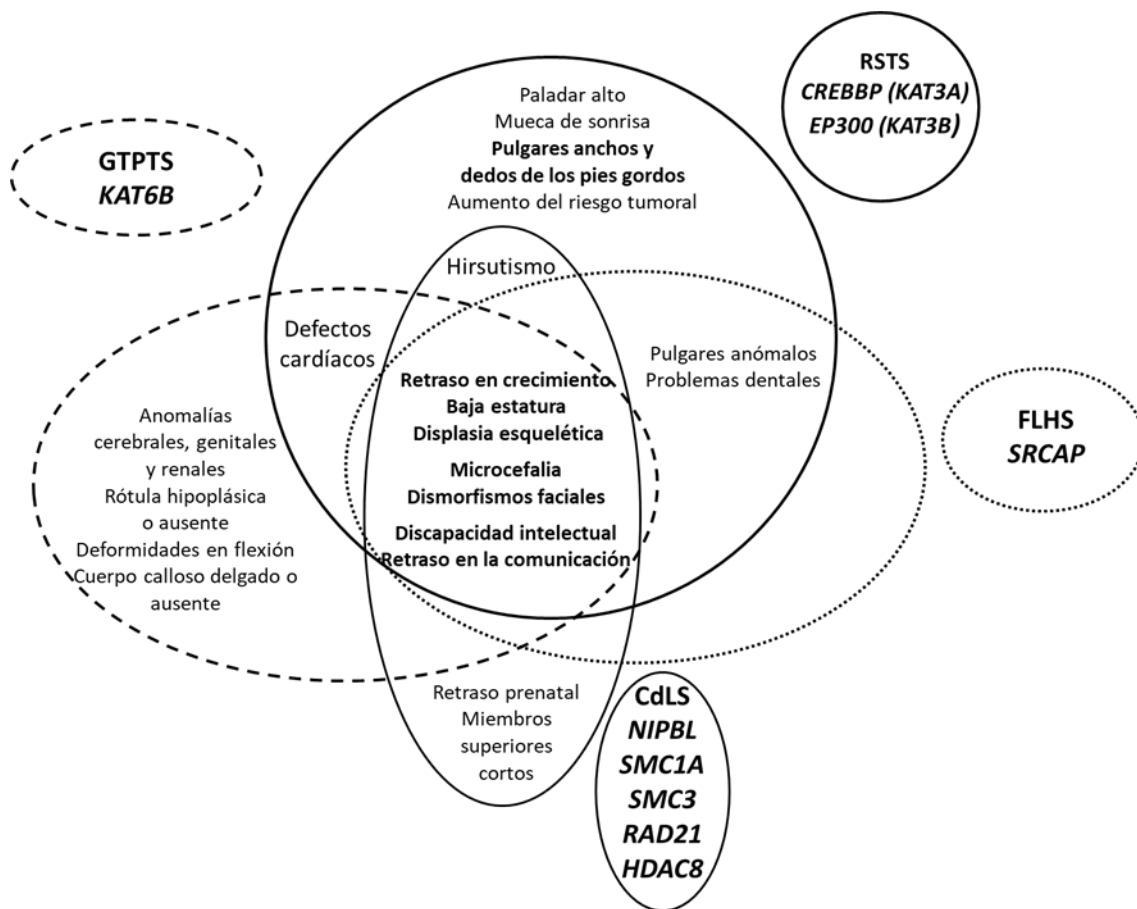 RSTS
CREBBP (KAT3A)
EP300 (KAT3B)
Paladar alto
Mueca de sonrisa
Pulgares anchos y
dedos de los pies gordos
Aumento del riesgo tumoral
GTPTS
KAT6B
Hirsutismo
Defectos
cardíacos
Pulgares anómalos
Problemas dentales
Retraso en crecimiento
Baja estatura
Displasia esquelética
Microcefalia
Dismorfismos faciales
Discapacidad intelectual
Retraso en la comunicación
Anomalías
cerebrales, genitales
y renales
Rótula hipoplásica
o ausente
Deformidades en flexión
Cuerpo calloso delgado o
ausente
FLHS
SRCAP
Retraso prenatal
Miembros
superiores
cortos
CdLS
NIPBL
SMC1A
SMC3
RAD21
HDAC8